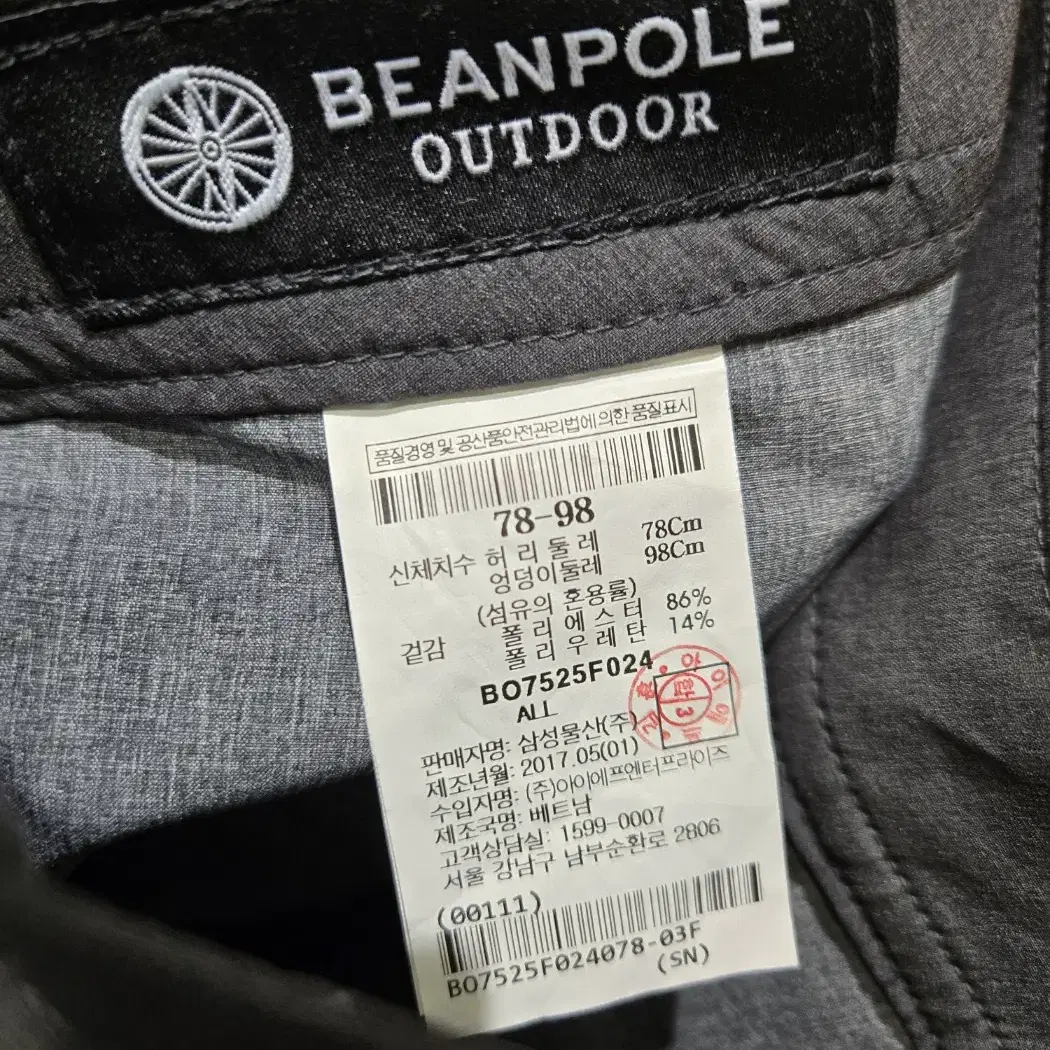 BEANPOLE
OUTDOOR
품질경영 및 공산품안전관리법에 의한 품질표시
78-98
신체치수 허리둘레 78Cm
엉덩이둘레 98Cm
(섬유의 혼용률)
겉감 폴리에스터 86%
폴리우레탄 14%
BO7525F024
ALL
판매자명: 삼성물산(주)
제조년월: 2017.05(01)
수입자명: (주)아이에프엔터프라이즈
제조국명: 베트남
고객상담실: 1599-0007
서울 강남구 남부순환로 2806
(00111)
BO7525F024078-03F
(SN)